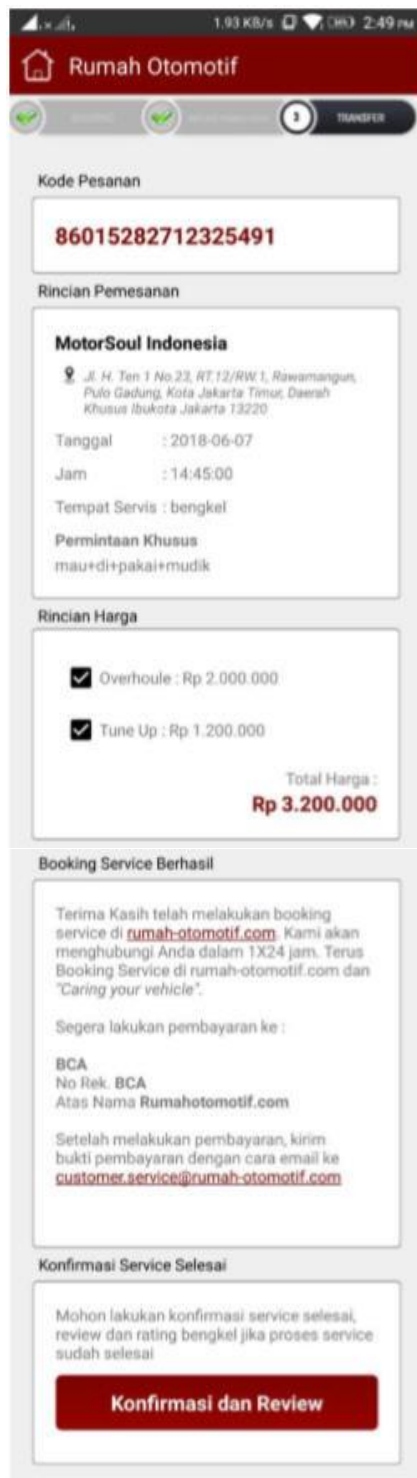 1.93 KB/s 2:49 PM
Rumah Otomotif
3 TRANSFER
Kode Pesanan
86015282712325491
Rincian Pemesanan
MotorSoul Indonesia
Jl. H. Ten 1 No.23, RT.12/RW.1, Rawamangun,
Pulo Gadung, Kota Jakarta Timur, Daerah
Khusus Ibukota Jakarta 13220
Tanggal : 2018-06-07
Jam : 14:45:00
Tempat Servis : bengkel
Permintaan Khusus
mau+di+pakai+mudik
Rincian Harga
Overhoule : Rp 2.000.000
Tune Up : Rp 1.200.000
Total Harga :
Rp 3.200.000
Booking Service Berhasil
Terima Kasih telah melakukan booking
service di rumah-otomotif.com. Kami akan
menghubungi Anda dalam 1X24 jam. Terus
Booking Service di rumah-otomotif.com dan
"Caring your vehicle".
Segera lakukan pembayaran ke :
BCA
No Rek. BCA
Atas Nama Rumahotomotif.com
Setelah melakukan pembayaran, kirim
bukti pembayaran dengan cara email ke
customer.service@rumah-otomotif.com
Konfirmasi Service Selesai
Mohon lakukan konfirmasi service selesai,
review dan rating bengkel jika proses service
sudah selesai
Konfirmasi dan Review